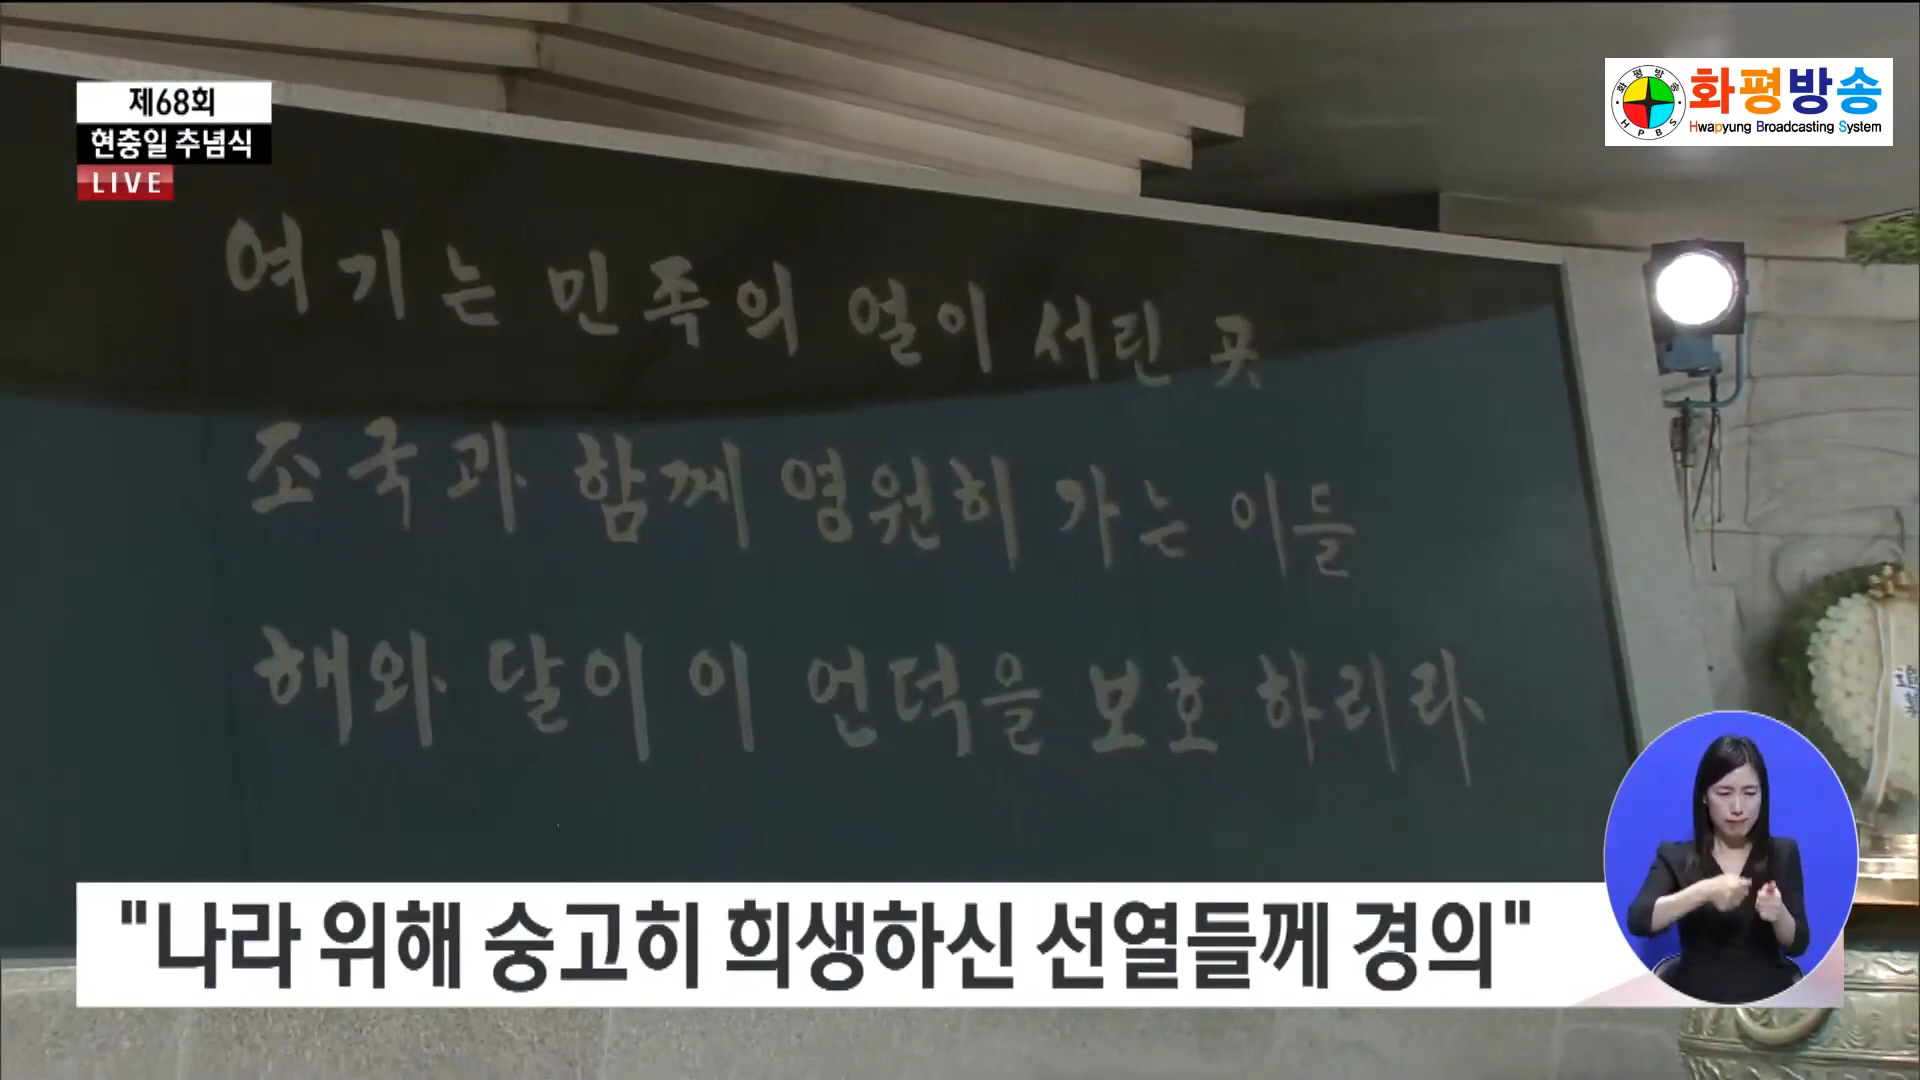 제68회
현충일 추념식
LIVE
화평방송
HPBS
Hwapyung Broadcasting System
여기는 민족의 얼이 서린 곳
조국과 함께 영원히 가는 이들
해와 달이 이 언덕을 보호하리라
"나라 위해 숭고히 희생하신 선열들께 경의"